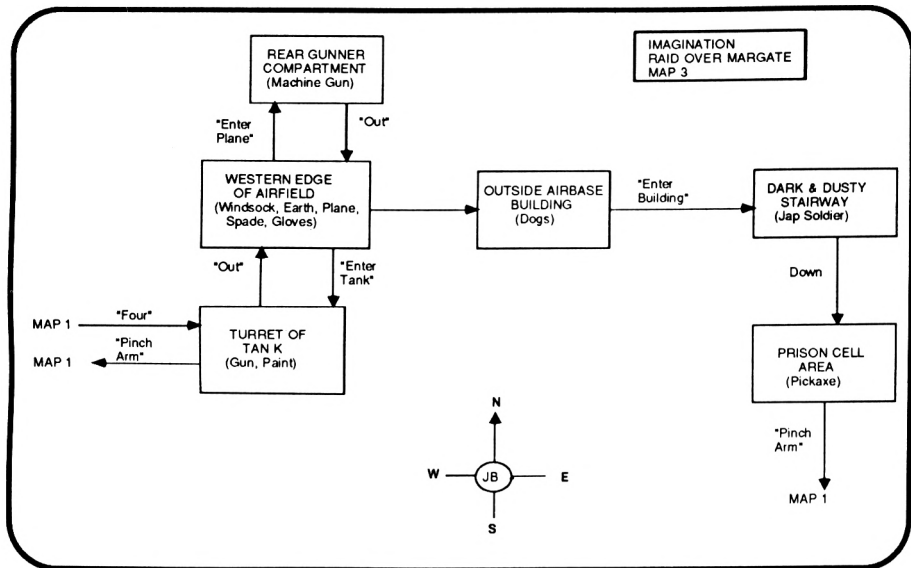 REAR GUNNER
COMPARTMENT
(Machine Gun)
IMAGINATION
RAID OVER MARGATE
MAP 3
"Enter
Plane"
"Out"
WESTERN EDGE
OF AIRFIELD
(Windsock, Earth, Plane,
Spade, Gloves)
OUTSIDE AIRBASE
BUILDING
(Dogs)
"Enter
Building"
DARK & DUSTY
STAIRWAY
(Jap Soldier)
"Out"
"Enter
Tank"
Down
MAP 1
"Four"
MAP 1
"Pinch
Arm"
TURRET OF
TAN K
(Gun, Paint)
PRISON CELL
AREA
(Pickaxe)
"Pinch
Arm"
MAP 1
N
W
JB
E
S